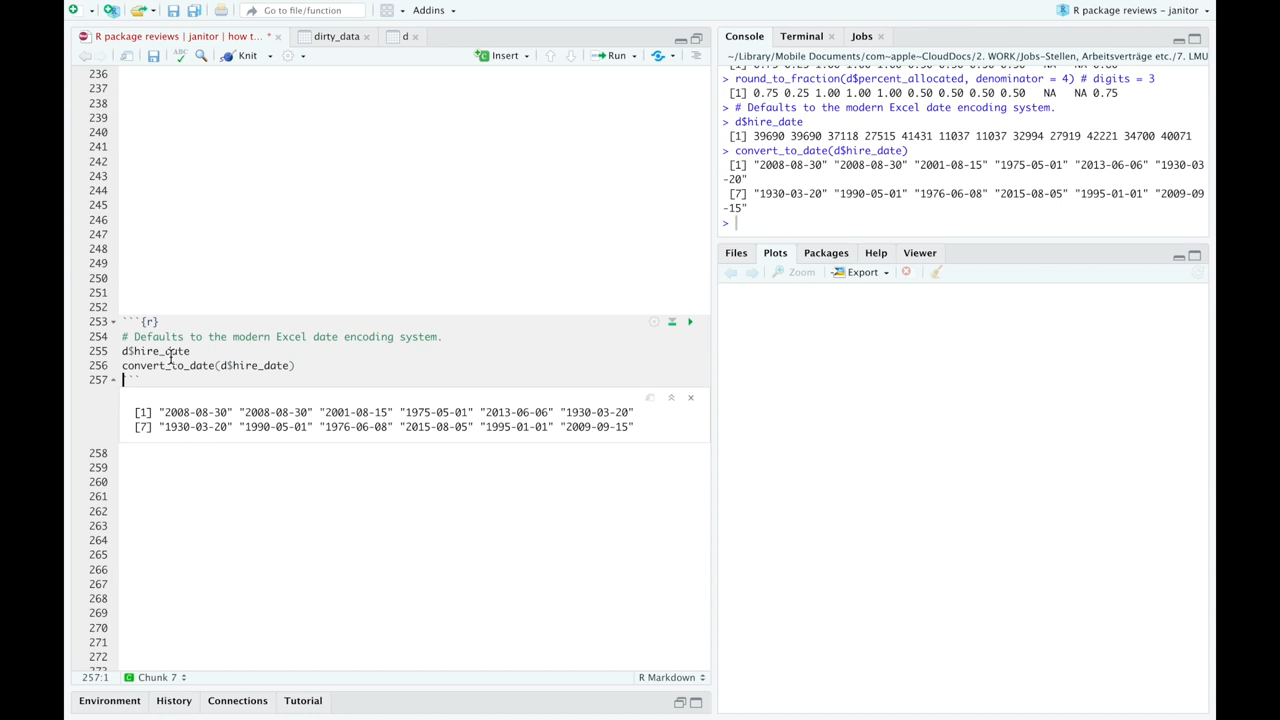 Go to file/function
Addins
R package reviews – janitor
R package reviews | janitor | how t... *
dirty_data
d
ABC
Knit
Insert
Run
236
237
238
239
240
241
242
243
244
245
246
247
248
249
250
251
252
253 ```{r}
254 # Defaults to the modern Excel date encoding system.
255 d$hire_date
256 convert_to_date(d$hire_date)
257 ```
[1] "2008-08-30" "2008-08-30" "2001-08-15" "1975-05-01" "2013-06-06" "1930-03-20"
[7] "1930-03-20" "1990-05-01" "1976-06-08" "2015-08-05" "1995-01-01" "2009-09-15"
258
259
260
261
262
263
264
265
266
267
268
269
270
271
272
257:1
Chunk 7
R Markdown
Environment
History
Connections
Tutorial
Console
Terminal
Jobs
~/Library/Mobile Documents/com~apple~CloudDocs/2. WORK/Jobs-Stellen, Arbeitsverträge etc./7. LMU
> round_to_fraction(d$percent_allocated, denominator = 4) # digits = 3
[1] 0.75 0.25 1.00 1.00 1.00 0.50 0.50 0.50 0.50 NA NA 0.75
> # Defaults to the modern Excel date encoding system.
> d$hire_date
[1] 39690 39690 37118 27515 41431 11037 11037 32994 27919 42221 34700 40071
> convert_to_date(d$hire_date)
[1] "2008-08-30" "2008-08-30" "2001-08-15" "1975-05-01" "2013-06-06" "1930-03
-20"
[7] "1930-03-20" "1990-05-01" "1976-06-08" "2015-08-05" "1995-01-01" "2009-09
-15"
>
Files
Plots
Packages
Help
Viewer
Zoom
Export